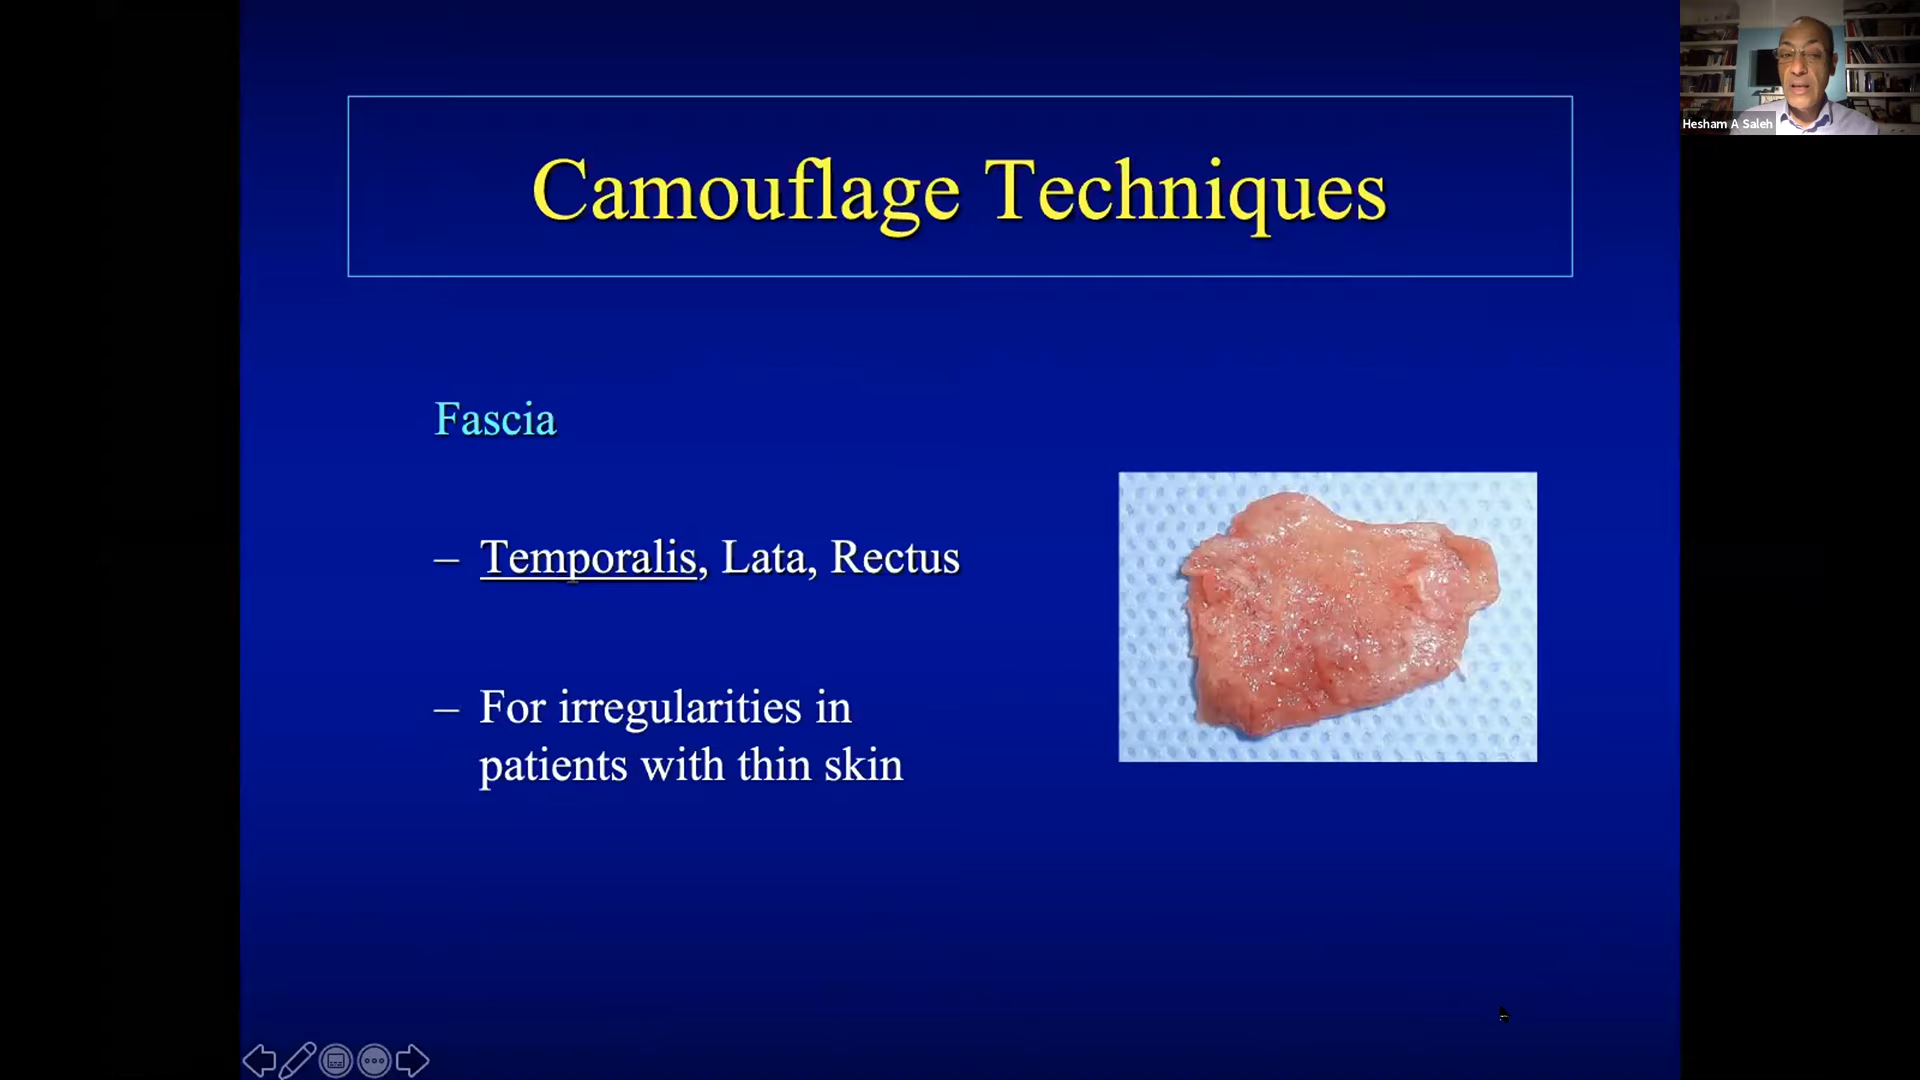 Hesham A Saleh
Camouflage Techniques
Fascia
– Temporalis, Lata, Rectus
– For irregularities in
patients with thin skin